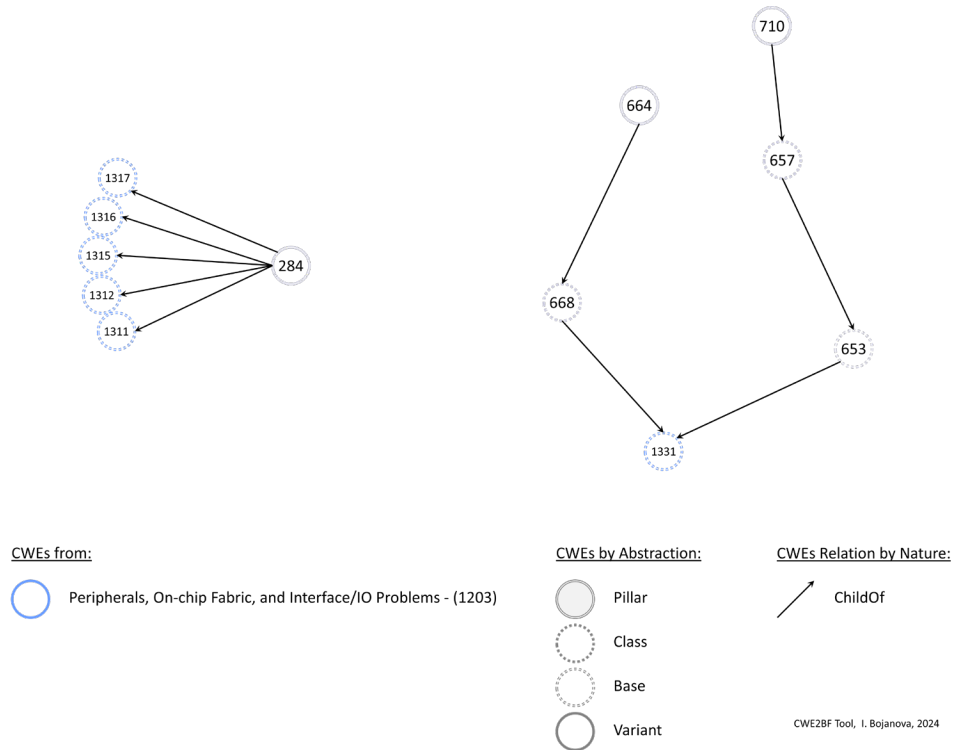 710
664
657
1317
1316
1315
284
1312
668
1311
653
1331
CWEs from:
CWEs by Abstraction:
CWEs Relation by Nature:
Peripherals, On-chip Fabric, and Interface/IO Problems - (1203)
Pillar
ChildOf
Class
Base
CWE2BF Tool, I. Bojanova, 2024
Variant